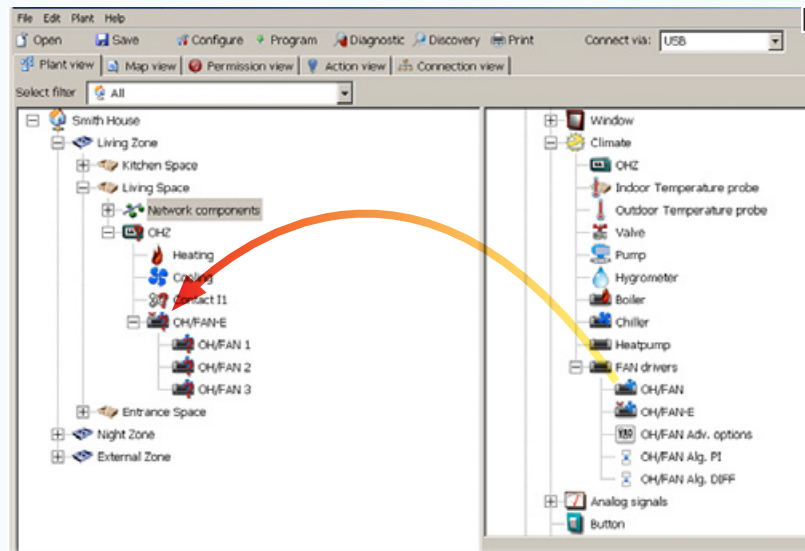 File Edit Plant Help
Open Save Configure Program Diagnostic Discovery Print Connect via: USB
Plant view Map view Permission view Action view Connection view
Select filter All
Smith House
Living Zone
Kitchen Space
Living Space
Network components
OHZ
Heating
Cooling
Contact I1
OH/FAN-E
OH/FAN 1
OH/FAN 2
OH/FAN 3
Entrance Space
Night Zone
External Zone
Window
Climate
OHZ
Indoor Temperature probe
Outdoor Temperature probe
Valve
Pump
Hygrometer
Boiler
Chiller
Heatpump
FAN drivers
OH/FAN
OH/FAN-E
OH/FAN Adv. options
OH/FAN Alg. PI
OH/FAN Alg. DIFF
Analog signals
Button